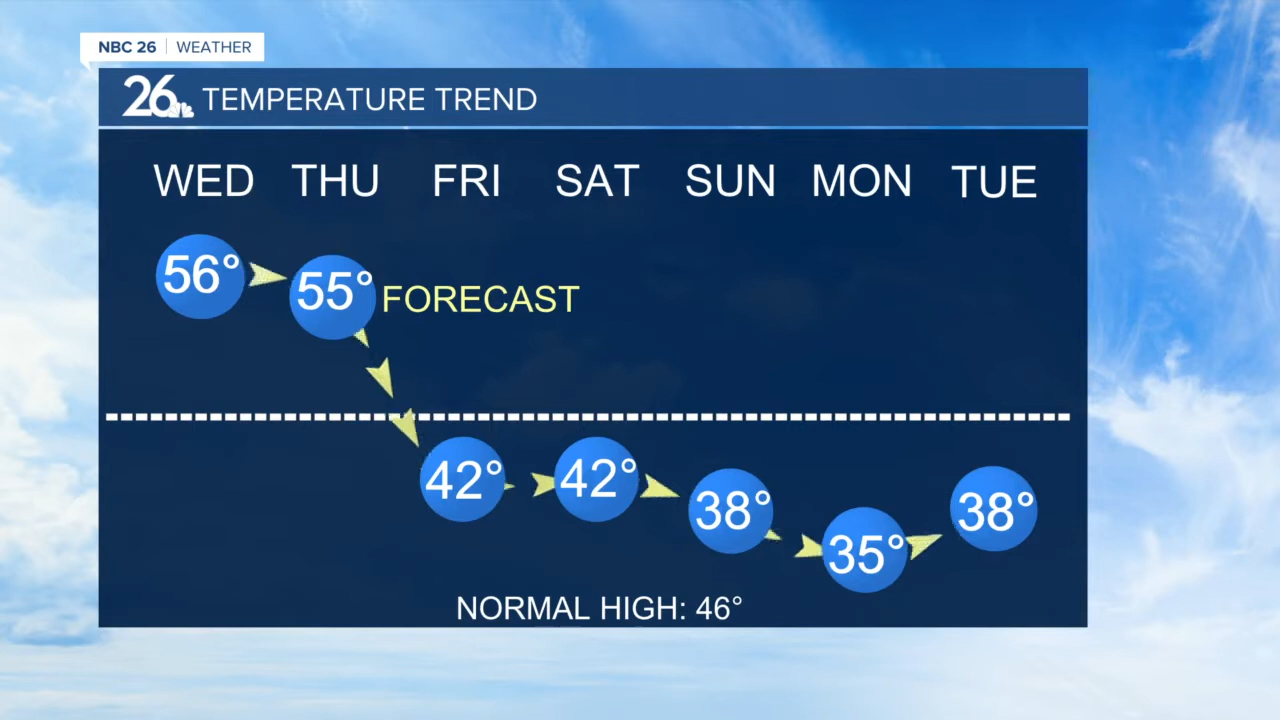 NBC 26 | WEATHER
26 TEMPERATURE TREND
WED THU FRI SAT SUN MON TUE
56° 55° FORECAST
42° 42° 38° 35° 38°
NORMAL HIGH: 46°